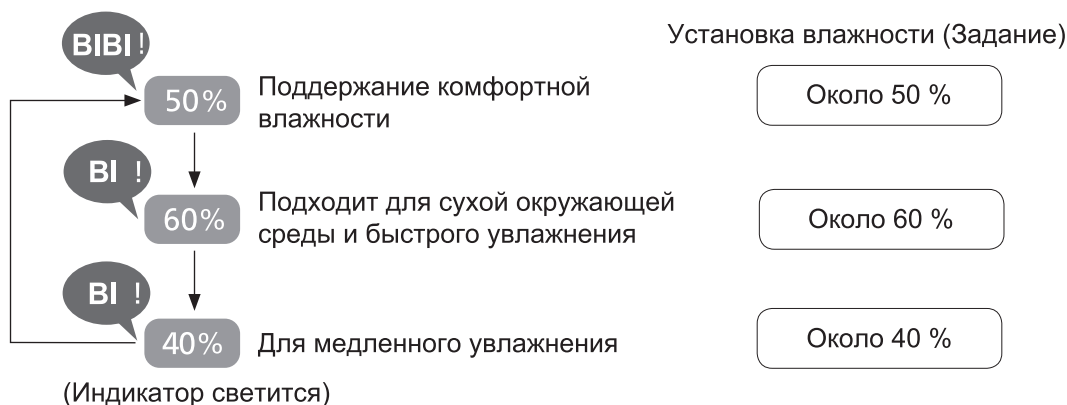 Установка влажности (Задание)
BIBI !
50%
Поддержание комфортной
влажности
Около 50 %
BI !
60%
Подходит для сухой окружающей
среды и быстрого увлажнения
Около 60 %
BI !
40%
Для медленного увлажнения
Около 40 %
(Индикатор светится)